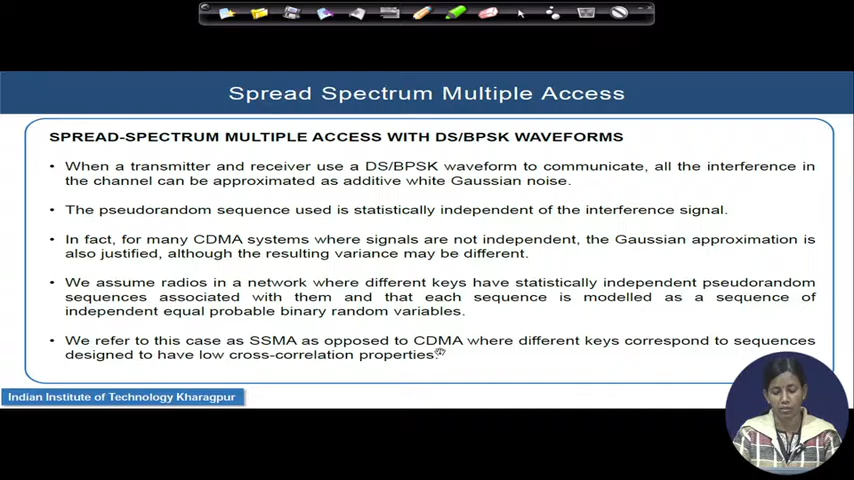 Spread Spectrum Multiple Access
SPREAD-SPECTRUM MULTIPLE ACCESS WITH DS/BPSK WAVEFORMS
• When a transmitter and receiver use a DS/BPSK waveform to communicate, all the interference in
the channel can be approximated as additive white Gaussian noise.
• The pseudorandom sequence used is statistically independent of the interference signal.
• In fact, for many CDMA systems where signals are not independent, the Gaussian approximation is
also justified, although the resulting variance may be different.
• We assume radios in a network where different keys have statistically independent pseudorandom
sequences associated with them and that each sequence is modelled as a sequence of
independent equal probable binary random variables.
• We refer to this case as SSMA as opposed to CDMA where different keys correspond to sequences
designed to have low cross-correlation properties.
Indian Institute of Technology Kharagpur